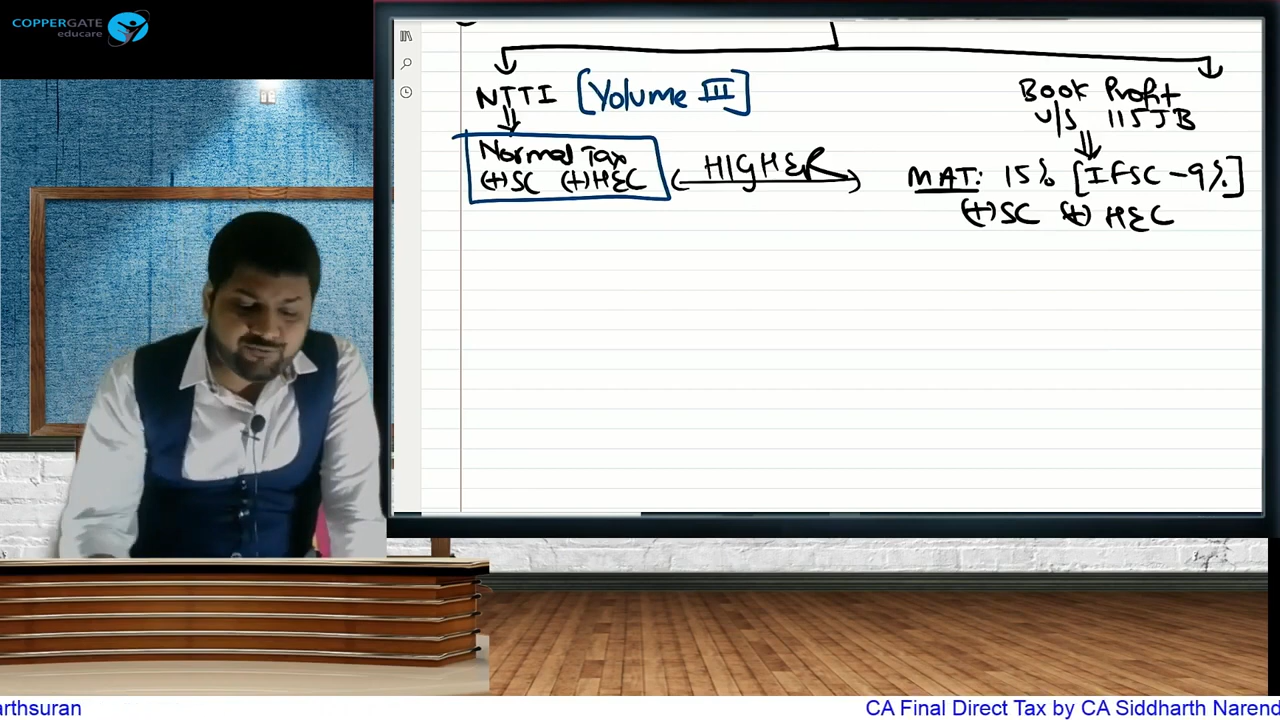 COPPERGATE
educare
NTTI [Volume III]
Book Profit
u/s 115JB
Normal Tax
(+)SC (+)HEC
HIGHER
MAT: 15% [IFSC-9%]
(+)SC (+) HEC
arthsuran
CA Final Direct Tax by CA Siddharth Narend